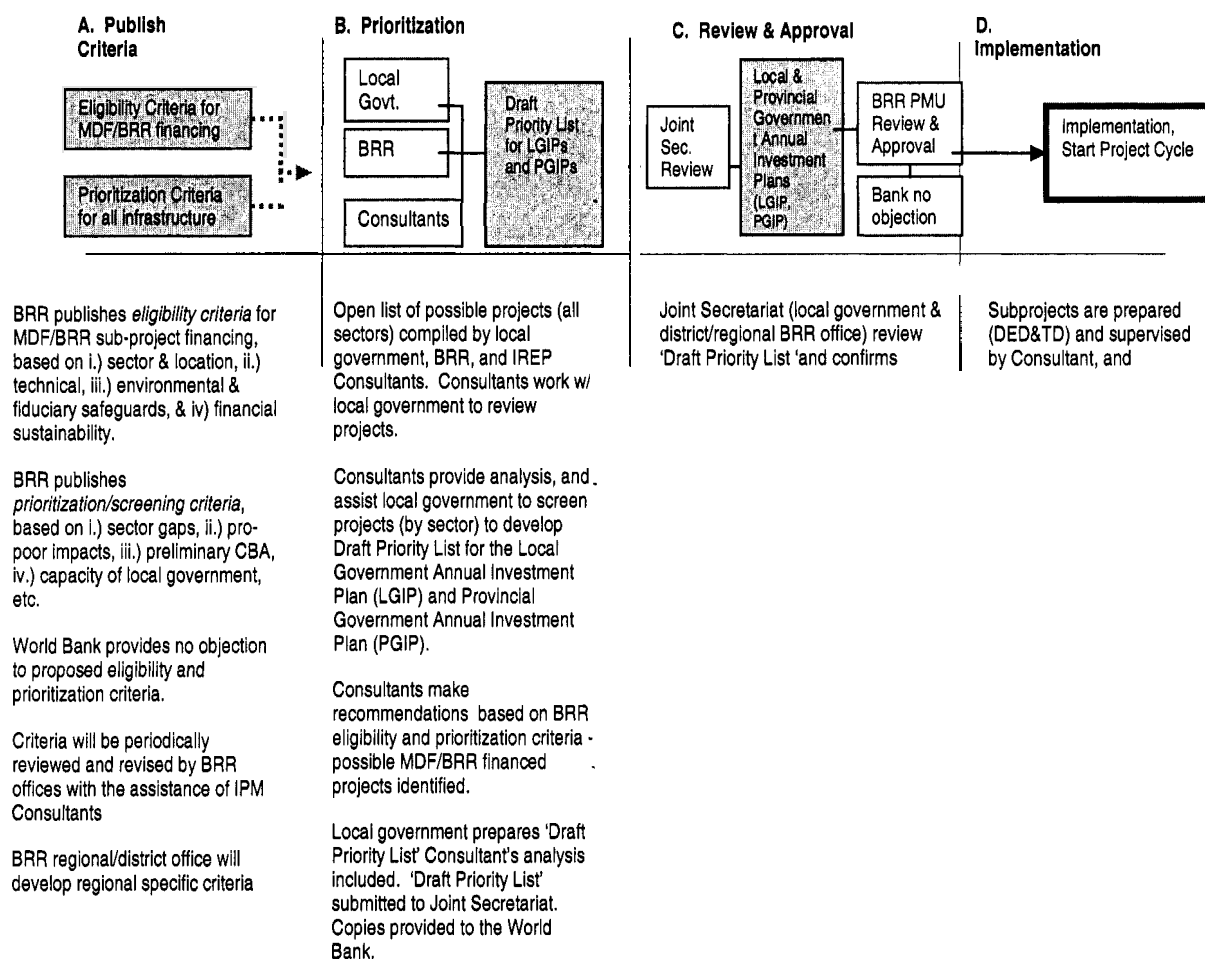 A. Publish
Criteria
Eligibility Criteria for
MDF/BRR financing
Prioritization Criteria
for all infrastructure
B. Prioritization
Local
Govt.
BRR
Consultants
Draft
Priority List
for LGIPs
and PGIPs
C. Review & Approval
Joint
Sec.
Review
Local &
Provincial
Governmen
t Annual
Investment
Plans
(LGIP,
PGIP)
BRR PMU
Review &
Approval
Bank no
objection
D.
Implementation
Implementation,
Start Project Cycle
BRR publishes eligibility criteria for
MDF/BRR sub-project financing,
based on i.) sector & location, ii.)
technical, iii.) environmental &
fiduciary safeguards, & iv) financial
sustainability.
BRR publishes
prioritization/screening criteria,
based on i.) sector gaps, ii.) pro-
poor impacts, iii.) preliminary CBA,
iv.) capacity of local government,
etc.
World Bank provides no objection
to proposed eligibility and
prioritization criteria.
Criteria will be periodically
reviewed and revised by BRR
offices with the assistance of IPM
Consultants
BRR regional/district office will
develop regional specific criteria
Open list of possible projects (all
sectors) compiled by local
government, BRR, and IREP
Consultants. Consultants work w/
local government to review
projects.
Consultants provide analysis, and
assist local government to screen
projects (by sector) to develop
Draft Priority List for the Local
Government Annual Investment
Plan (LGIP) and Provincial
Government Annual Investment
Plan (PGIP).
Consultants make
recommendations based on BRR
eligibility and prioritization criteria -
possible MDF/BRR financed
projects identified.
Local government prepares 'Draft
Priority List' Consultant's analysis
included. 'Draft Priority List'
submitted to Joint Secretariat.
Copies provided to the World
Bank.
Joint Secretariat (local government &
district/regional BRR office) review
'Draft Priority List 'and confirms
Subprojects are prepared
(DED&TD) and supervised
by Consultant, and